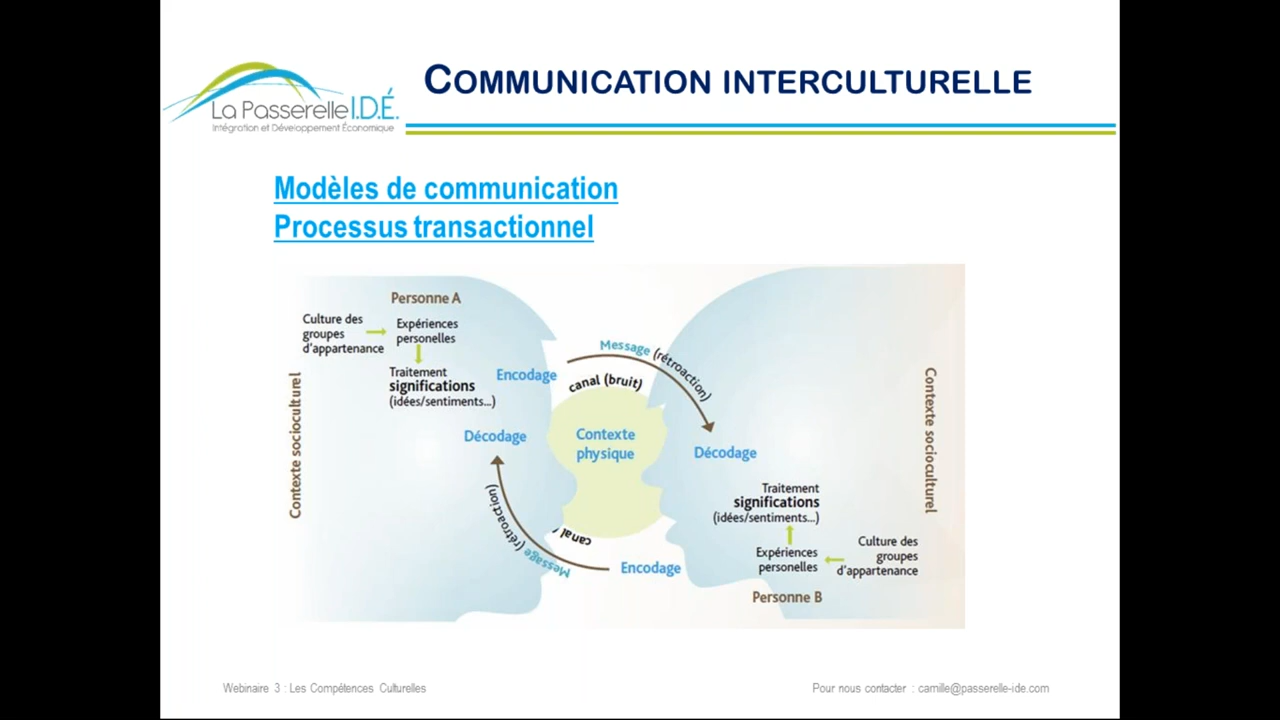 La Passerelle I.D.É.
Intégration et Développement Économique
COMMUNICATION INTERCULTURELLE
Modèles de communication
Processus transactionnel
Personne A
Culture des
groupes
d'appartenance
Expériences
personelles
Traitement
significations
(idées/sentiments...)
Contexte socioculturel
Encodage
Décodage
Message (rétroaction)
canal (bruit)
Contexte
physique
Décodage
Traitement
significations
(idées/sentiments...)
Expériences
personelles
Culture des
groupes
d'appartenance
Personne B
Contexte socioculturel
Message (rétroaction)
canal
Encodage
Webinaire 3 : Les Compétences Culturelles
Pour nous contacter : camille@passerelle-ide.com